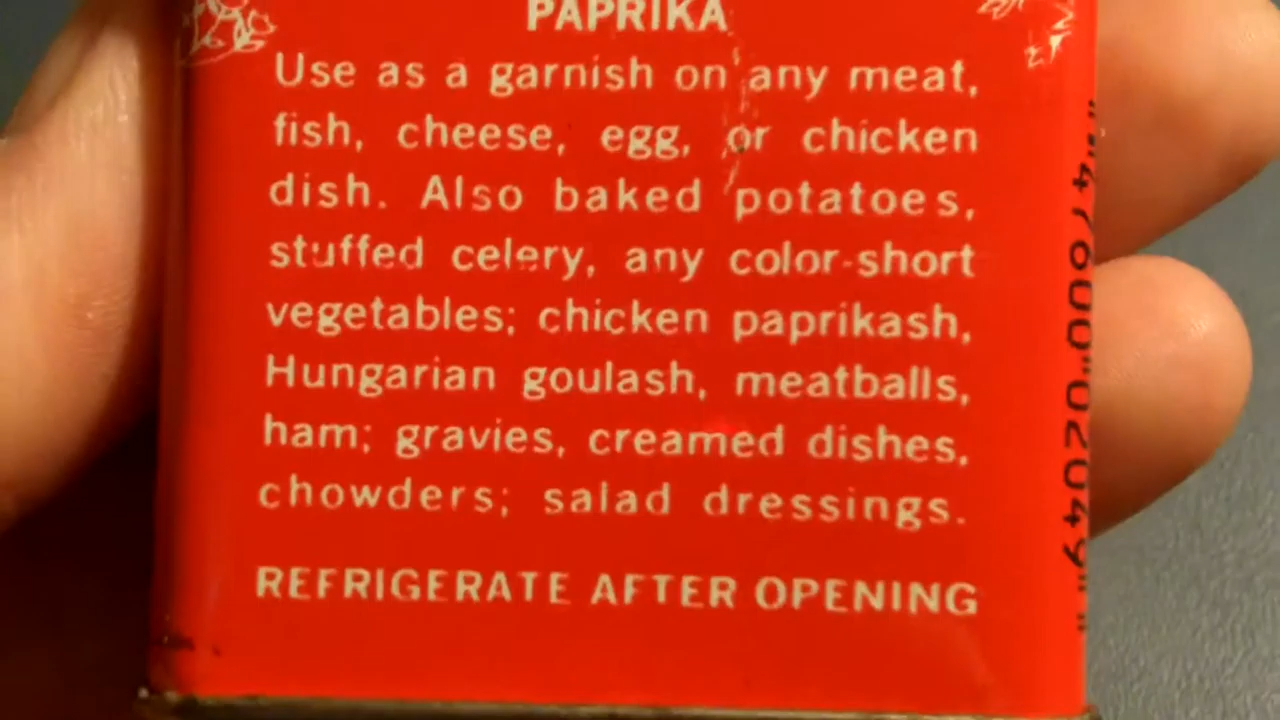 PAPRIKA
Use as a garnish on any meat,
fish, cheese, egg, or chicken
dish. Also baked potatoes,
stuffed celery, any color-short
vegetables; chicken paprikash,
Hungarian goulash, meatballs,
ham; gravies, creamed dishes,
chowders; salad dressings.
REFRIGERATE AFTER OPENING